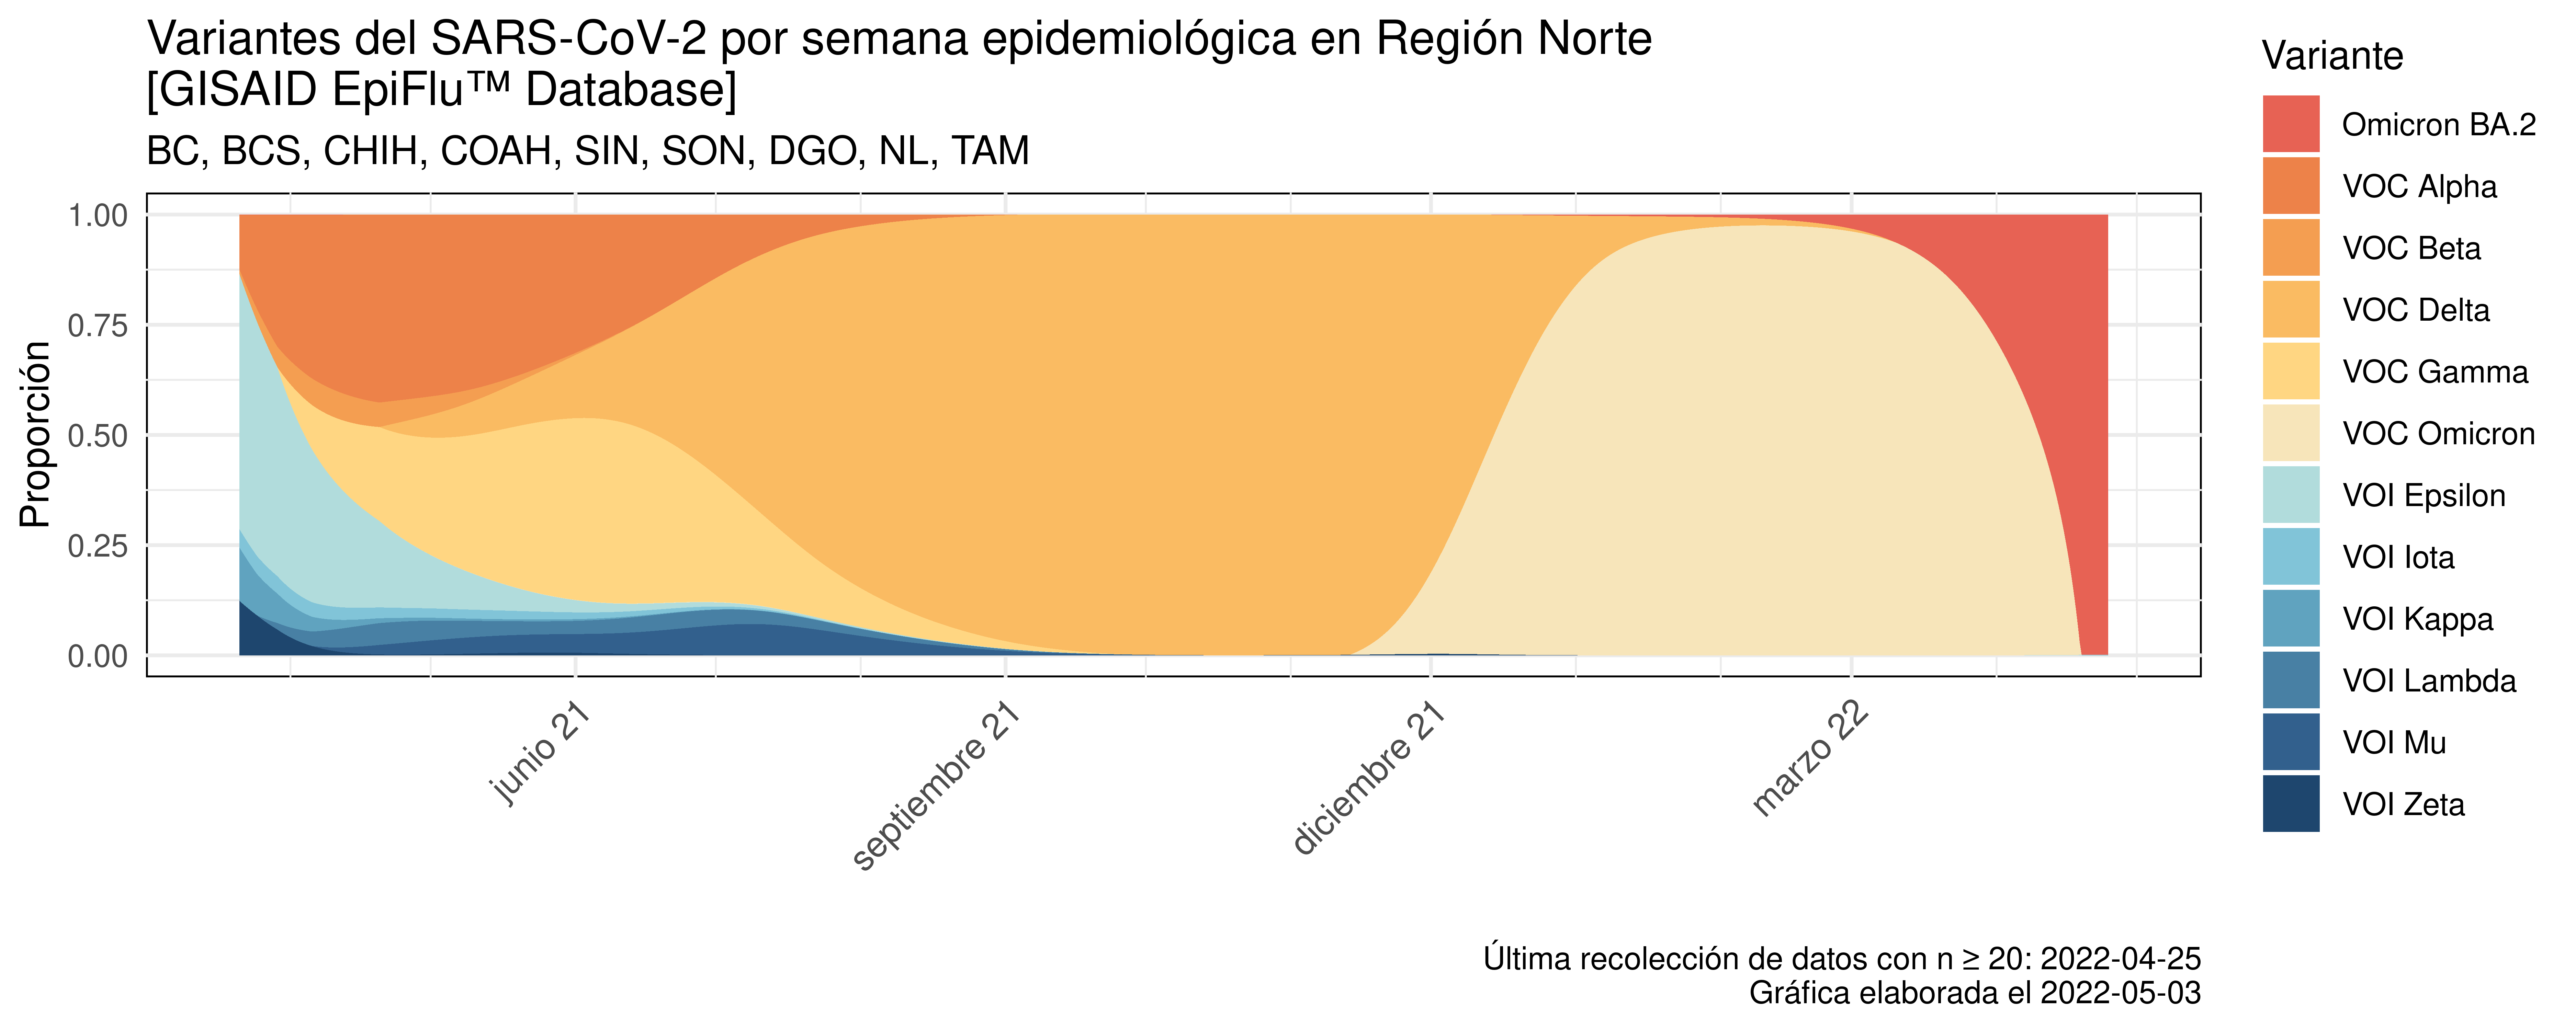 Variantes del SARS-CoV-2 por semana epidemiológica en Región Norte
[GISAID EpiFlu™ Database]
BC, BCS, CHIH, COAH, SIN, SON, DGO, NL, TAM
Proporción
1.00
0.75
0.50
0.25
0.00
junio 21
septiembre 21
diciembre 21
marzo 22
Variante
Omicron BA.2
VOC Alpha
VOC Beta
VOC Delta
VOC Gamma
VOC Omicron
VOI Epsilon
VOI Iota
VOI Kappa
VOI Lambda
VOI Mu
VOI Zeta
Última recolección de datos con n ≥ 20: 2022-04-25
Gráfica elaborada el 2022-05-03